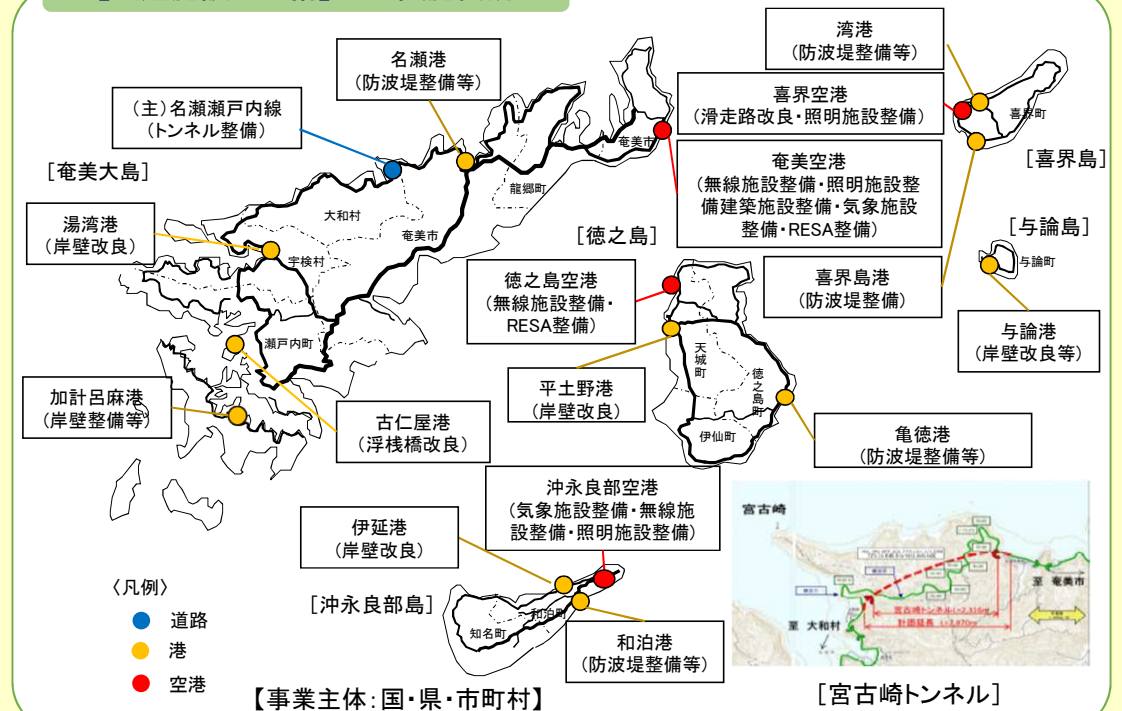 名瀬港
(防波堤整備等)
湾港
(防波堤整備等)
(主)名瀬瀬戸内線
(トンネル整備)
喜界空港
(滑走路改良・照明施設整備)
喜界町
[喜界島]
[奄美大島]
奄美市
龍郷町
奄美空港
(無線施設整備・照明施設整
備建築施設整備・気象施設
整備・RESA整備)
大和村
奄美市
湯湾港
(岸壁改良)
宇検村
[徳之島]
[与論島]
与論町
徳之島空港
(無線施設整備・
RESA整備)
喜界島港
(防波堤整備)
与論港
(岸壁改良等)
瀬戸内町
天城町
徳之島町
伊仙町
平土野港
(岸壁改良)
加計呂麻港
(岸壁整備等)
古仁屋港
(浮桟橋改良)
亀徳港
(防波堤整備等)
沖永良部空港
(気象施設整備・無線施
設整備・照明施設整備)
伊延港
(岸壁改良)
[沖永良部島]
和泊町
知名町
和泊港
(防波堤整備等)
〈凡例〉
道路
港
空港
【事業主体:国・県・市町村】
宮古崎
至 奄美市
至 大和村
宮古崎トンネル
[宮古崎トンネル]